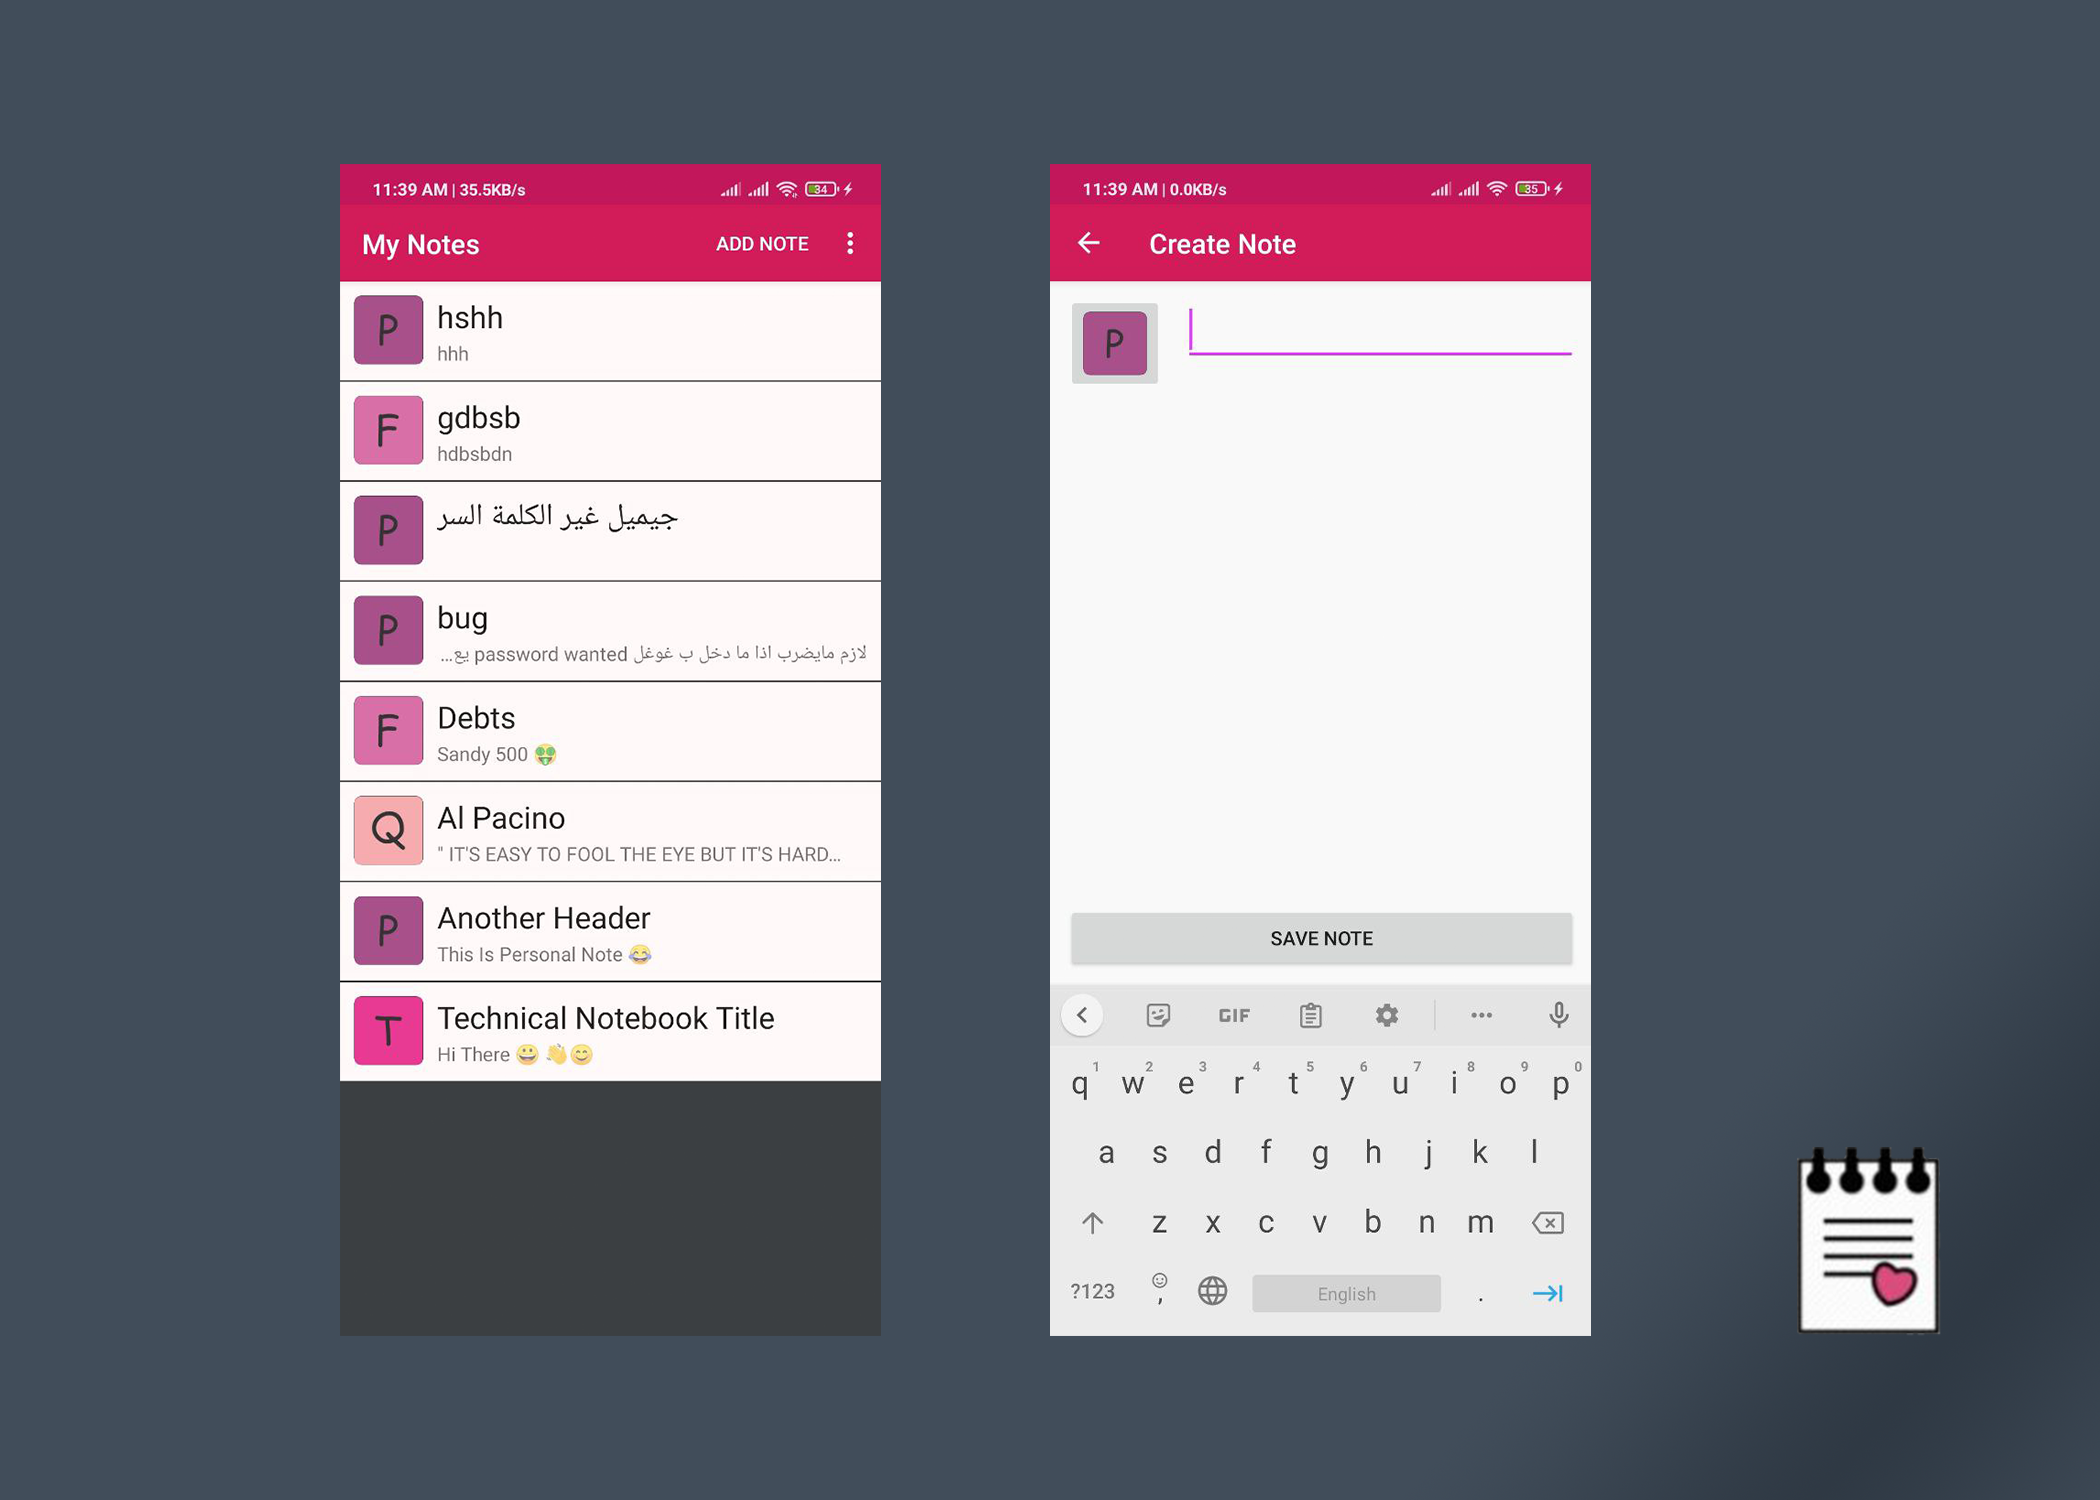 11:39 AM | 35.5KB/s 34
My Notes ADD NOTE
P hshh
hhh
F gdbsb
hdbsbdn
P جيميل غير الكلمة السر
P bug
لازم مايضرب اذا ما دخل ب غوغل password wanted يع...
F Debts
Sandy 500 🤑
Q Al Pacino
" IT'S EASY TO FOOL THE EYE BUT IT'S HARD...
P Another Header
This Is Personal Note 😂
T Technical Notebook Title
Hi There 😀 👋😊
11:39 AM | 0.0KB/s 35
Create Note
P
SAVE NOTE
GIF
1 2 3 4 5 6 7 8 9 0
q w e r t y u i o p
a s d f g h j k l
z x c v b n m
?123 , English .